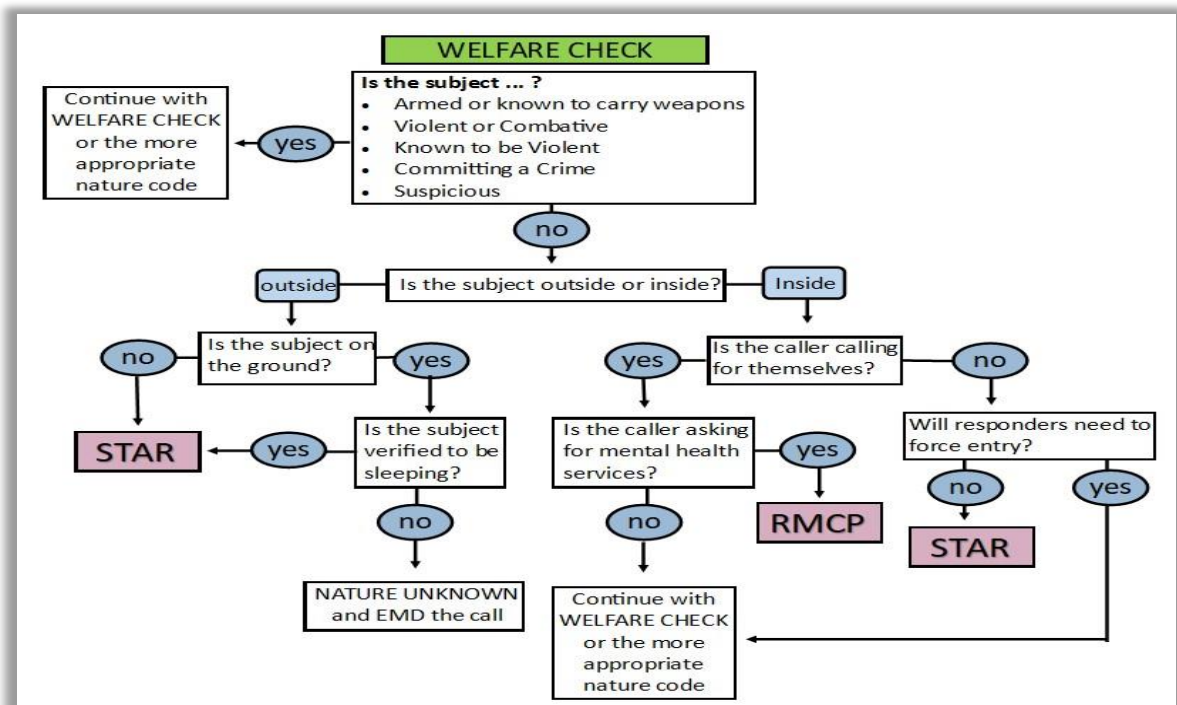 WELFARE CHECK
Is the subject ... ?
• Armed or known to carry weapons
• Violent or Combative
• Known to be Violent
• Committing a Crime
• Suspicious
yes
Continue with
WELFARE CHECK
or the more
appropriate
nature code
no
Is the subject outside or inside?
outside
Inside
Is the subject on
the ground?
no
yes
STAR
Is the subject
verified to be
sleeping?
yes
no
NATURE UNKNOWN
and EMD the call
Is the caller calling
for themselves?
yes
no
Is the caller asking
for mental health
services?
yes
RMCP
no
Continue with
WELFARE CHECK
or the more
appropriate
nature code
Will responders need to
force entry?
no
yes
STAR